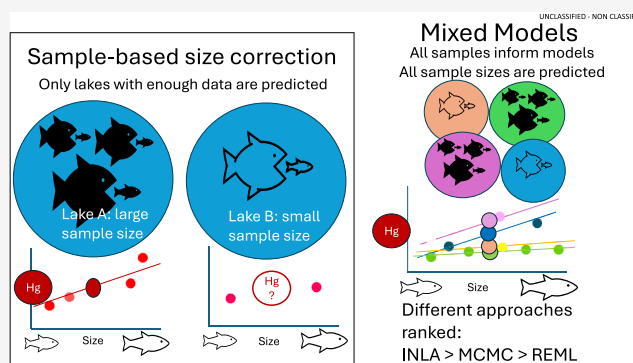 UNCLASSIFIED - NON CLASSIFI
Sample-based size correction
Only lakes with enough data are predicted
Lake A: large
sample size
Lake B: small
sample size
Hg
Size
Hg
?
Size
Mixed Models
All samples inform models
All sample sizes are predicted
Hg
Size
Different approaches
ranked:
INLA > MCMC > REML